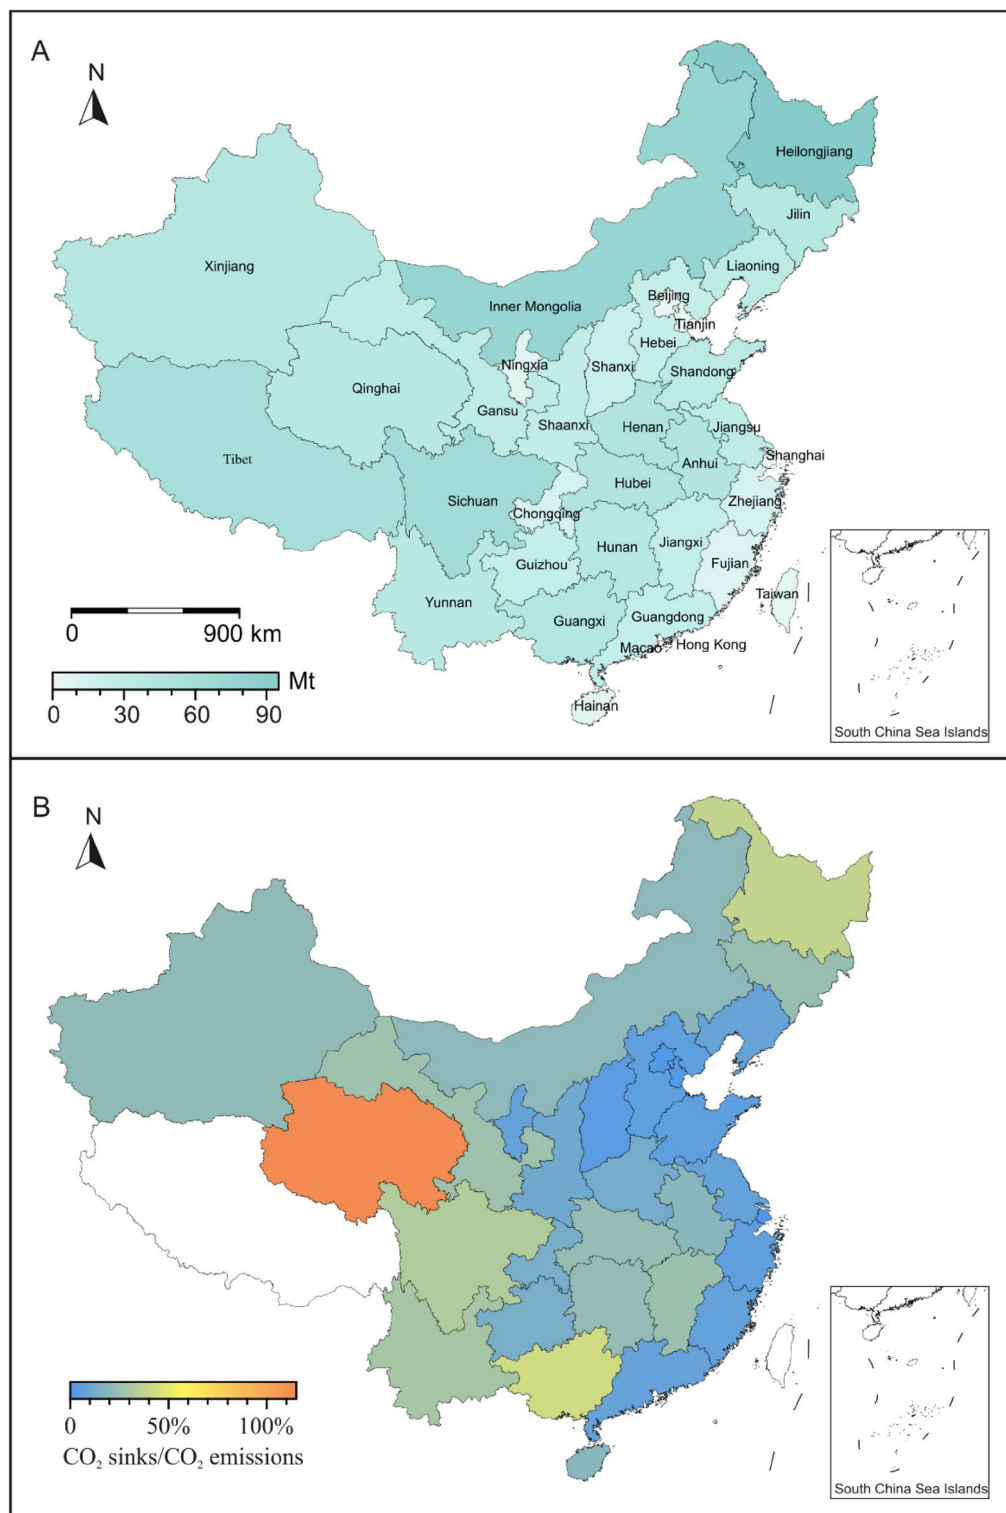 A
N
Heilongjiang
Jilin
Xinjiang
Liaoning
Beijing
Inner Mongolia
Tianjin
Hebei
Ningxia
Shanxi
Shandong
Qinghai
Gansu
Shaanxi
Henan
Jiangsu
Tibet
Shanghai
Anhui
Hubei
Sichuan
Zhejiang
Chongqing
Hunan
Jiangxi
Guizhou
Fujian
Taiwan
Yunnan
Guangxi
Guangdong
0 900 km
Macao
Hong Kong
Mt
Hainan
0 30 60 90
South China Sea Islands
B
N
0 50% 100%
CO₂ sinks/CO₂ emissions
South China Sea Islands